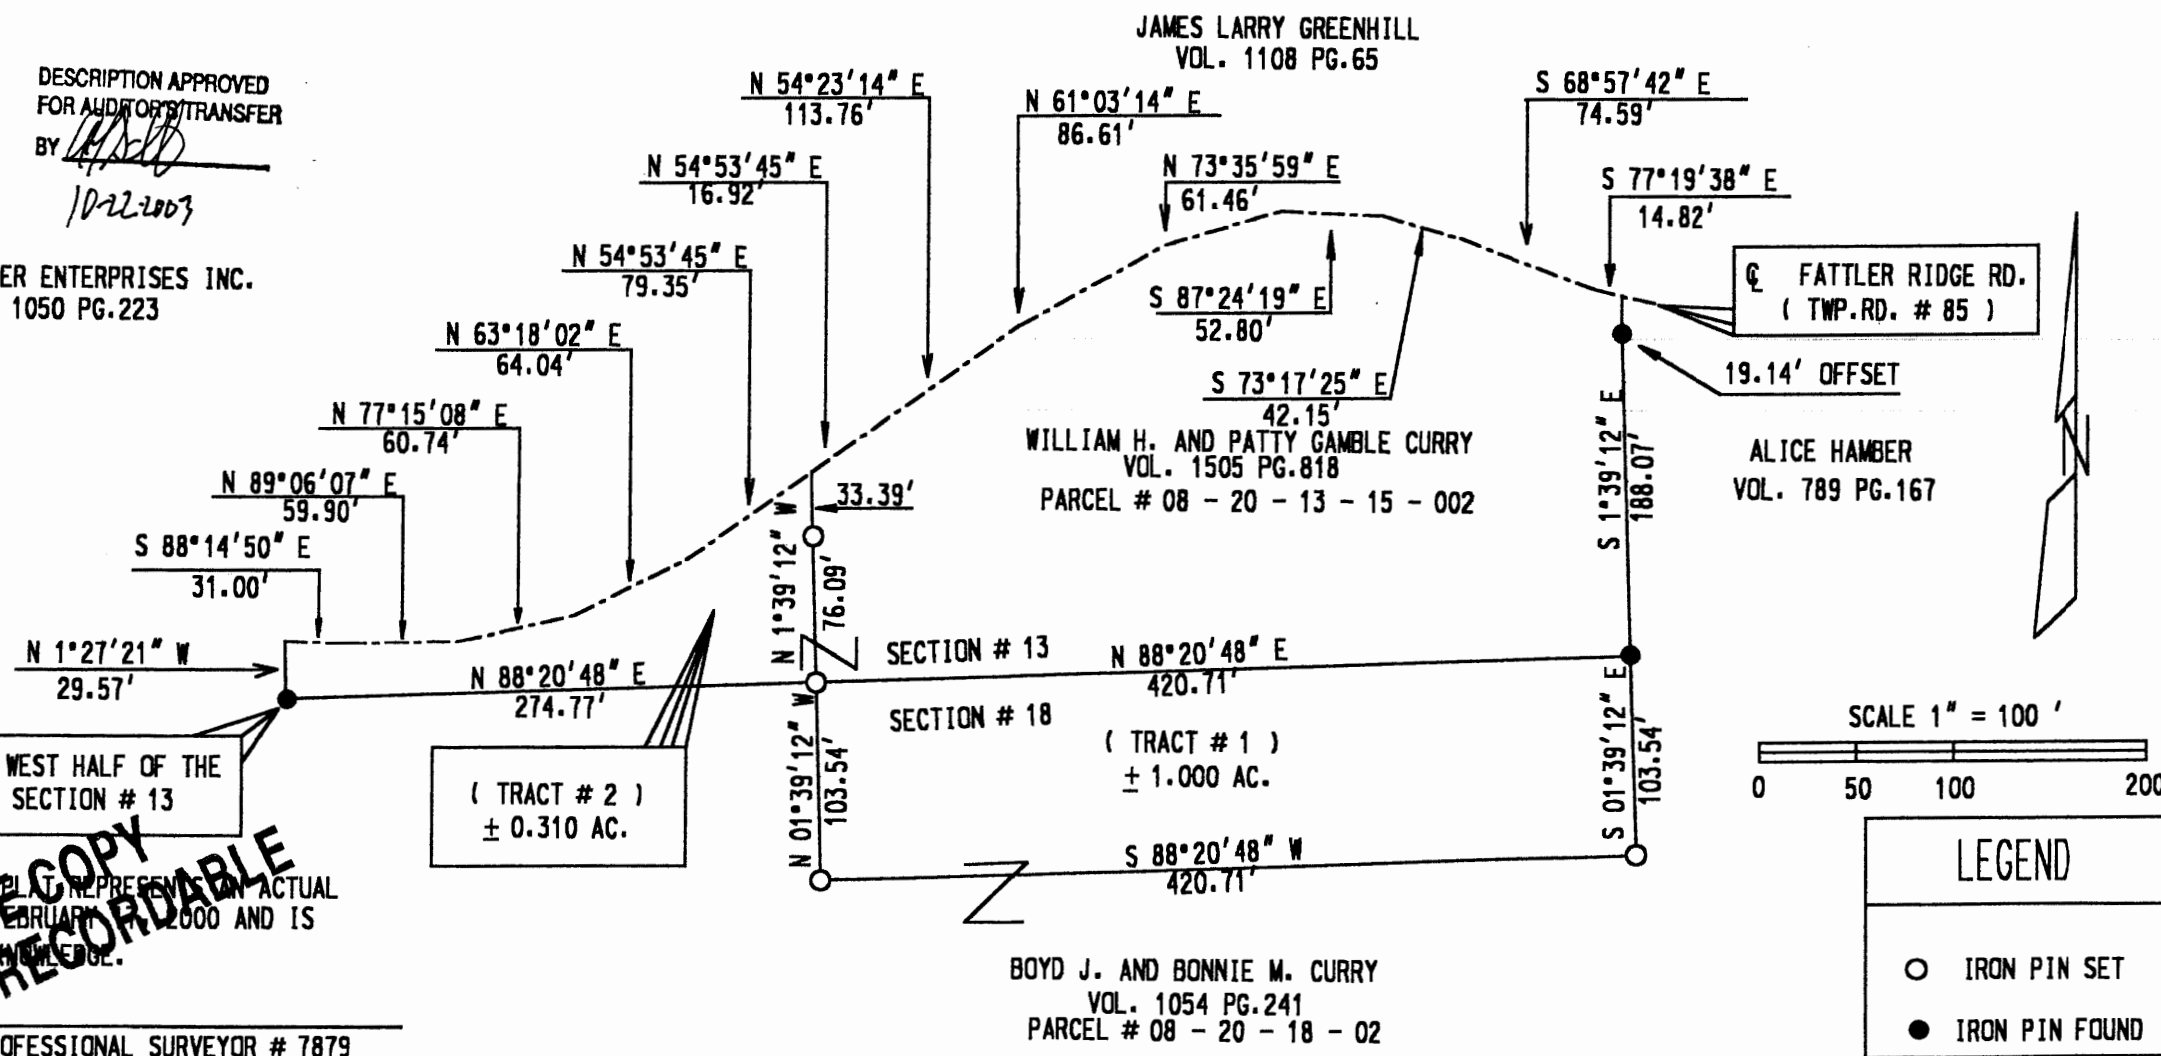 JAMES LARRY GREENHILL
VOL. 1108 PG.65
DESCRIPTION APPROVED
FOR AUDITOR'S TRANSFER
BY
10-22-2003
ER ENTERPRISES INC.
1050 PG.223
N 54°23'14" E
113.76'
N 61°03'14" E
86.61'
S 68°57'42" E
74.59'
N 54°53'45" E
16.92'
N 73°35'59" E
61.46'
S 77°19'38" E
14.82'
N 54°53'45" E
79.35'
S 87°24'19" E
52.80'
℄ FATTLER RIDGE RD.
( TWP.RD. # 85 )
N 63°18'02" E
64.04'
S 73°17'25" E
42.15'
19.14' OFFSET
N 77°15'08" E
60.74'
WILLIAM H. AND PATTY GAMBLE CURRY
VOL. 1505 PG.818
PARCEL # 08 - 20 - 13 - 15 - 002
S 1°39'12" E
188.07'
ALICE HAMBER
VOL. 789 PG.167
N
N 89°06'07" E
59.90'
33.39'
S 88°14'50" E
31.00'
N 1°39'12" W
76.09'
N 1°27'21" W
29.57'
N 88°20'48" E
274.77'
SECTION # 13
N 88°20'48" E
420.71'
SECTION # 18
WEST HALF OF THE
SECTION # 13
( TRACT # 2 )
± 0.310 AC.
N 01°39'12" W
103.54'
( TRACT # 1 )
± 1.000 AC.
S 01°39'12" E
103.54'
SCALE 1" = 100 '
0 50 100 200
S 88°20'48" W
420.71'
E COPY
RECORDABLE
PLAT REPRESENTS AN ACTUAL
EBRUARY 2000 AND IS
KNOWLEDGE.
BOYD J. AND BONNIE M. CURRY
VOL. 1054 PG.241
PARCEL # 08 - 20 - 18 - 02
OFESSIONAL SURVEYOR # 7879
LEGEND
IRON PIN SET
IRON PIN FOUND